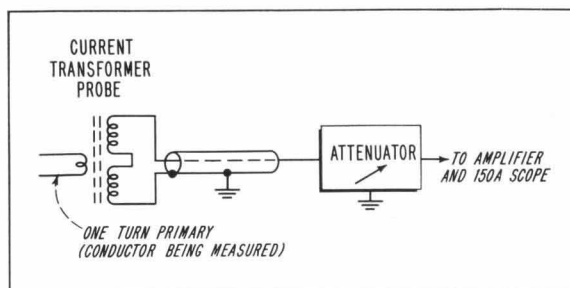 CURRENT
TRANSFORMER
PROBE
ATTENUATOR
TO AMPLIFIER
AND 150A SCOPE
ONE TURN PRIMARY
(CONDUCTOR BEING MEASURED)